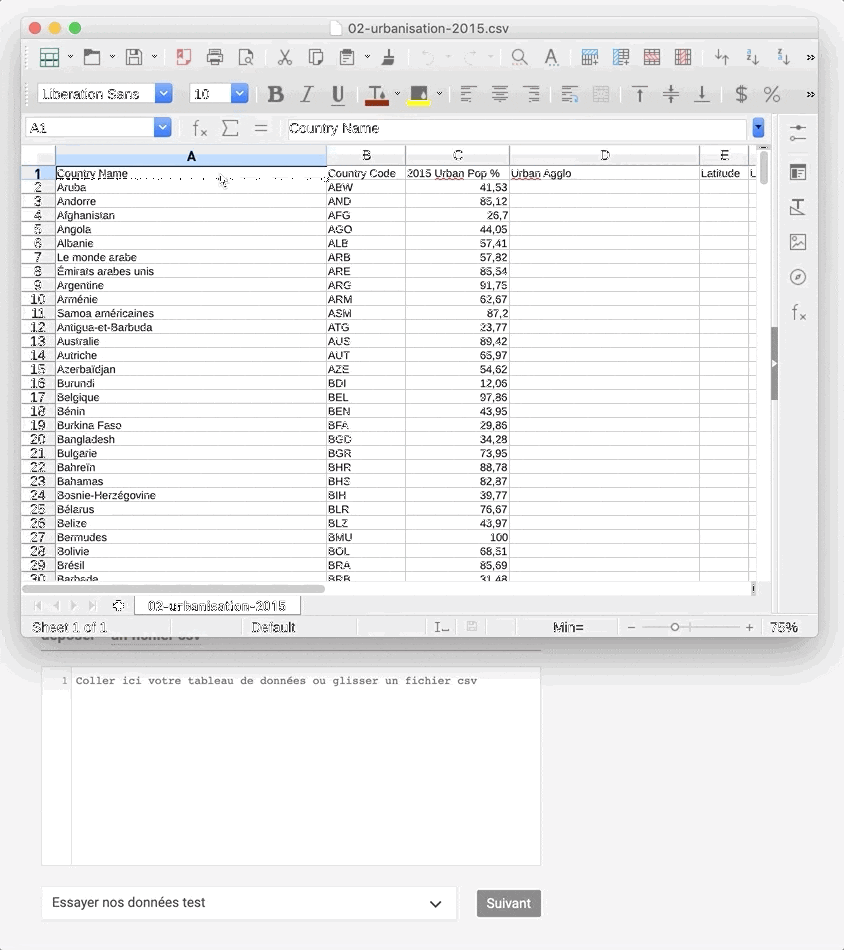 02-urbanisation-2015.csv
Liberation Sans 10
A1 Country Name
A B C D E
1 Country Name Country Code 2015 Urban Pop % Urban Agglo Latitude
2 Aruba ABW 41,53
3 Andorre AND 85,12
4 Afghanistan AFG 26,7
5 Angola AGO 44,05
6 Albanie ALB 57,41
7 Le monde arabe ARB 57,82
8 Émirats arabes unis ARE 85,54
9 Argentine ARG 91,75
10 Arménie ARM 62,67
11 Samoa américaines ASM 87,2
12 Antigua-et-Barbuda ATG 23,77
13 Australie AUS 89,42
14 Autriche AUT 65,97
15 Azerbaïdjan AZE 54,62
16 Burundi BDI 12,06
17 Belgique BEL 97,86
18 Bénin BEN 43,95
19 Burkina Faso BFA 29,86
20 Bangladesh BGD 34,28
21 Bulgarie BGR 73,95
22 Bahreïn BHR 88,78
23 Bahamas BHS 82,87
24 Bosnie-Herzégovine BIH 39,77
25 Bélarus BLR 76,67
26 Belize BLZ 43,97
27 Bermudes BMU 100
28 Bolivie BOL 68,51
29 Brésil BRA 85,69
30 Barbade BRB 31,48
02-urbanisation-2015
Sheet 1 of 1 Default Min= 75%
déposer un fichier csv
1 Coller ici votre tableau de données ou glisser un fichier csv
Essayer nos données test Suivant